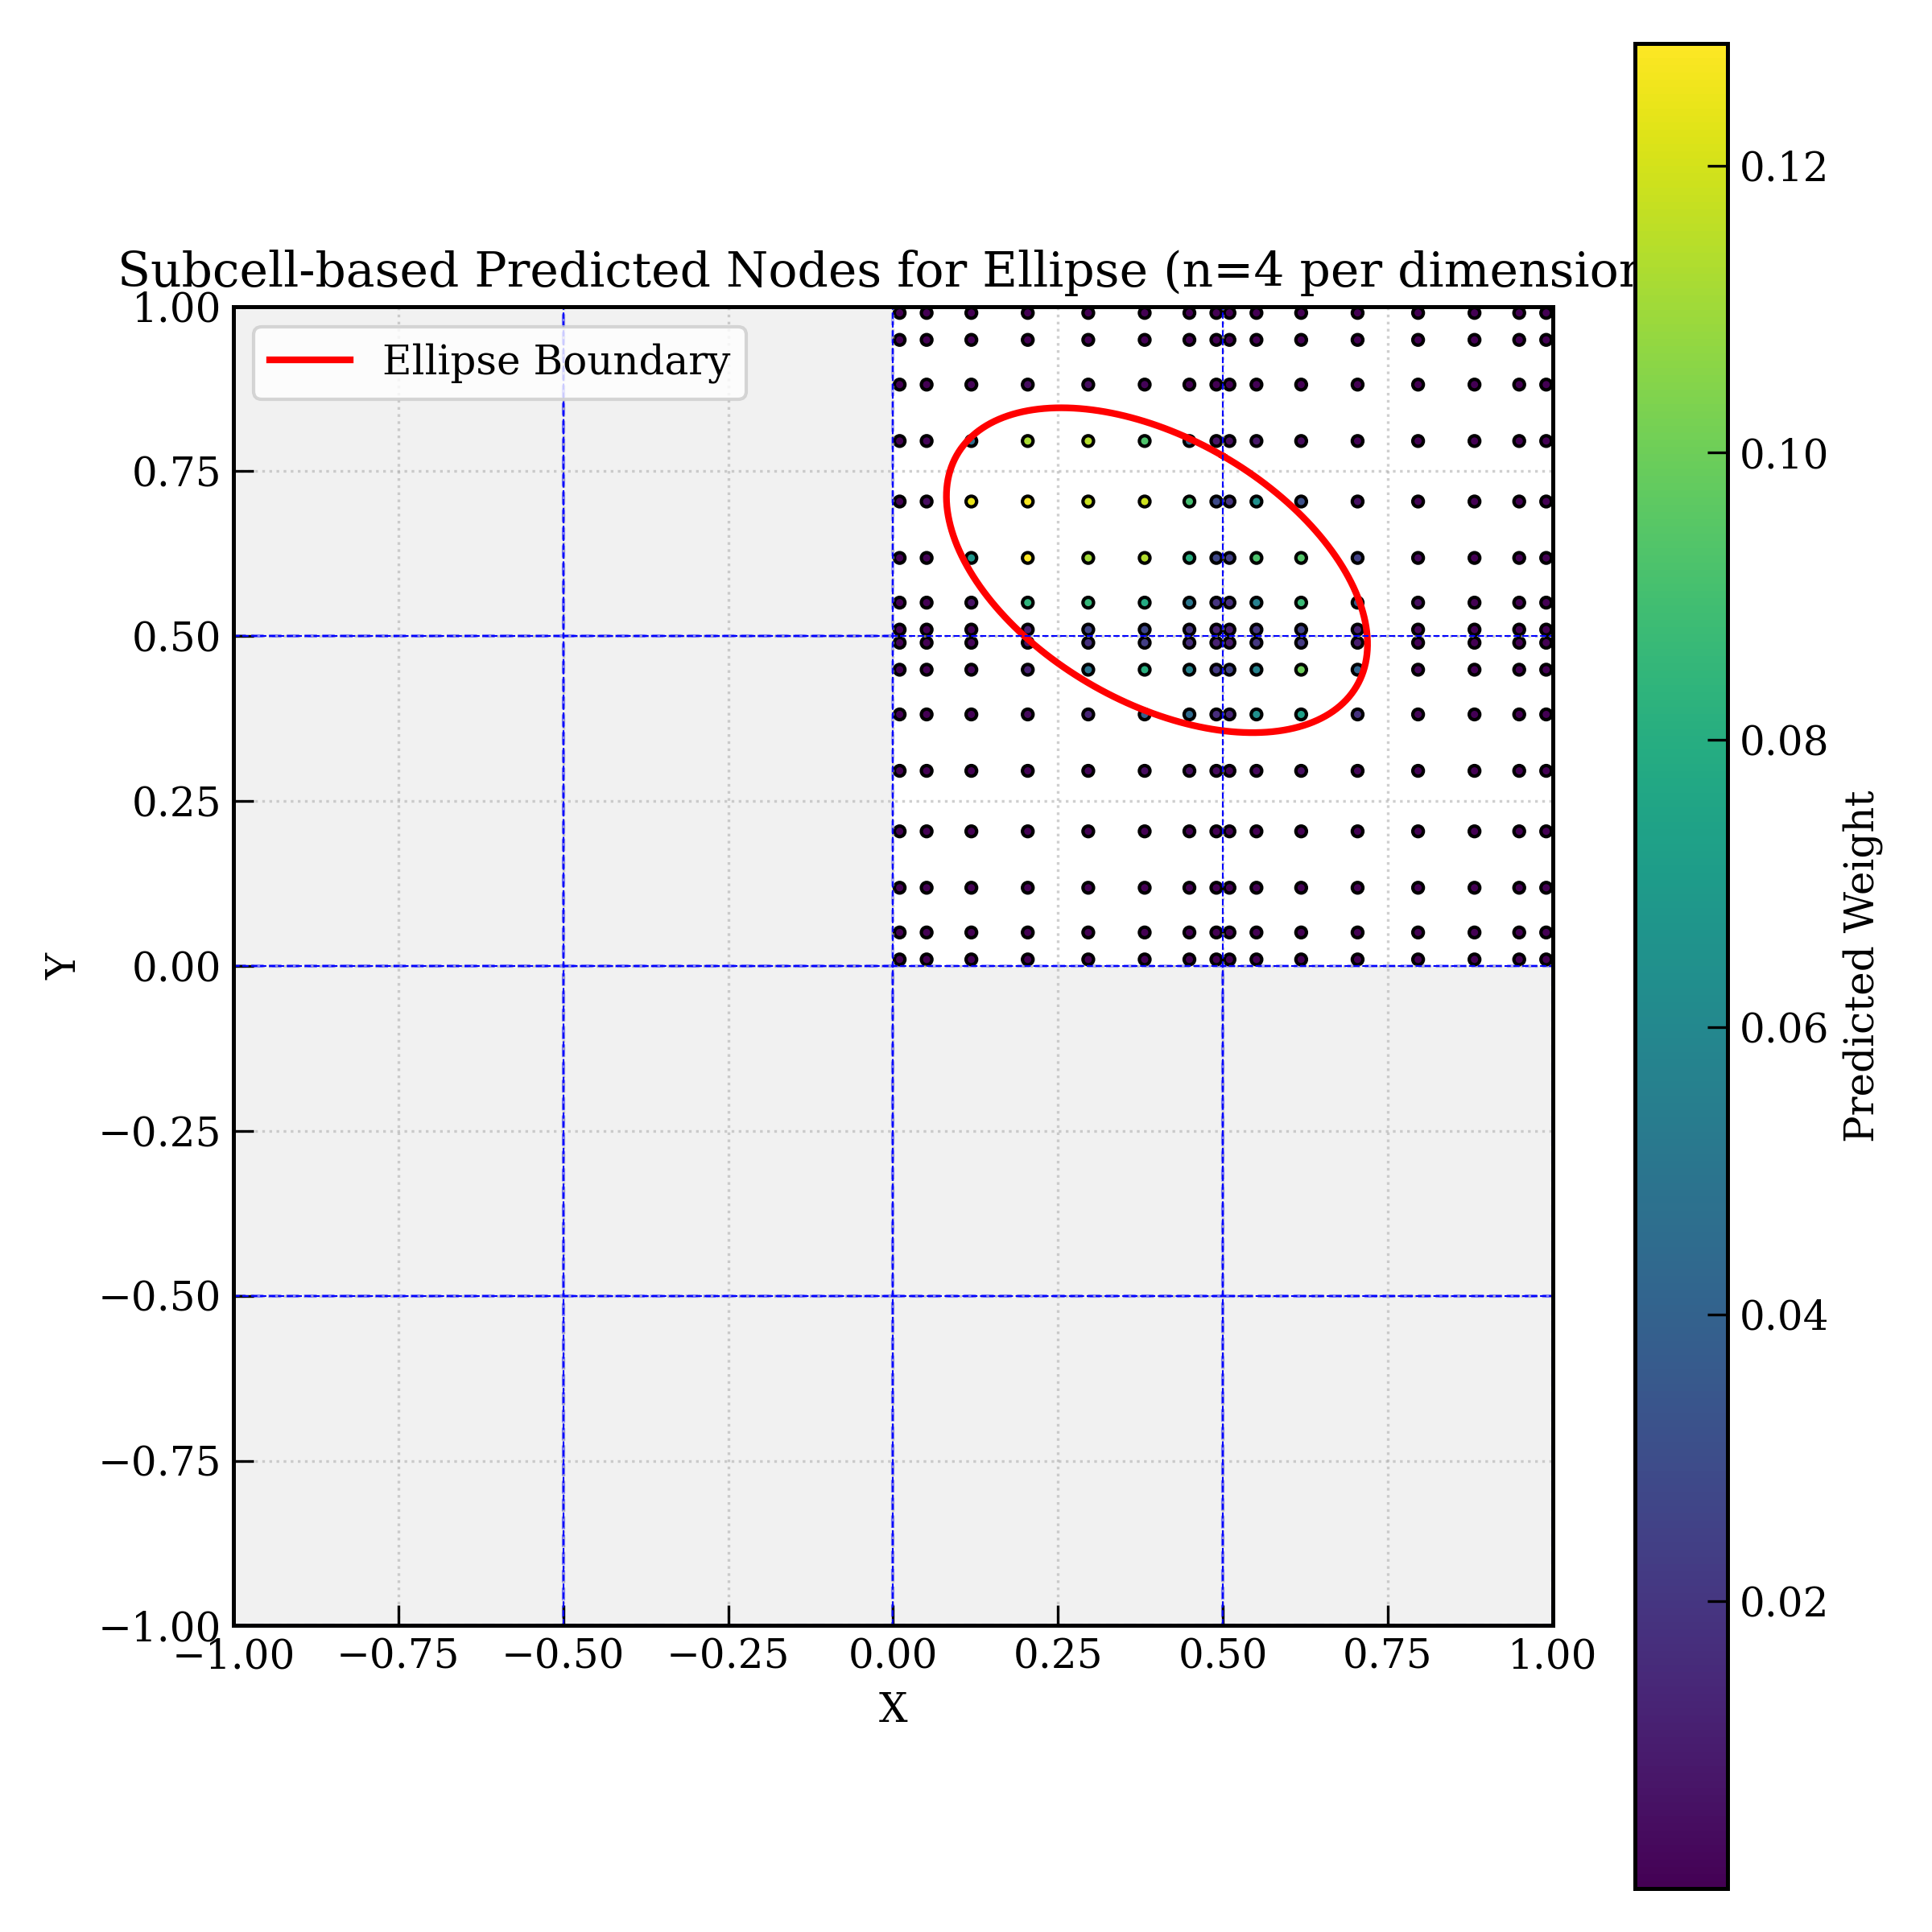 Subcell-based Predicted Nodes for Ellipse (n=4 per dimension
Ellipse Boundary
1.00
0.75
0.50
0.25
0.00
−0.25
−0.50
−0.75
−1.00
Y
−1.00 −0.75 −0.50 −0.25 0.00 0.25 0.50 0.75 1.00
X
0.12
0.10
0.08
0.06
0.04
0.02
Predicted Weight